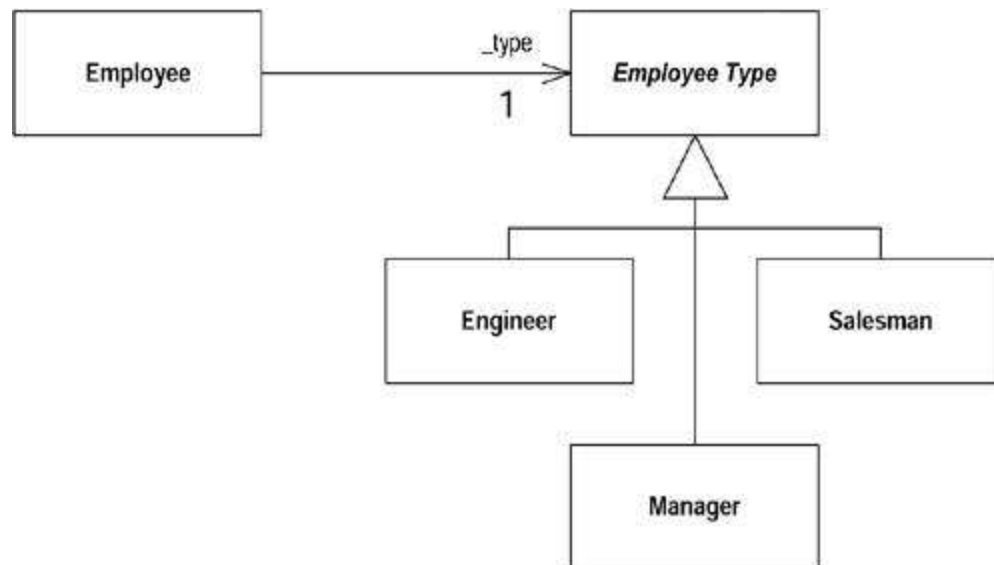 Employee
_type
1
Employee Type
Engineer
Salesman
Manager